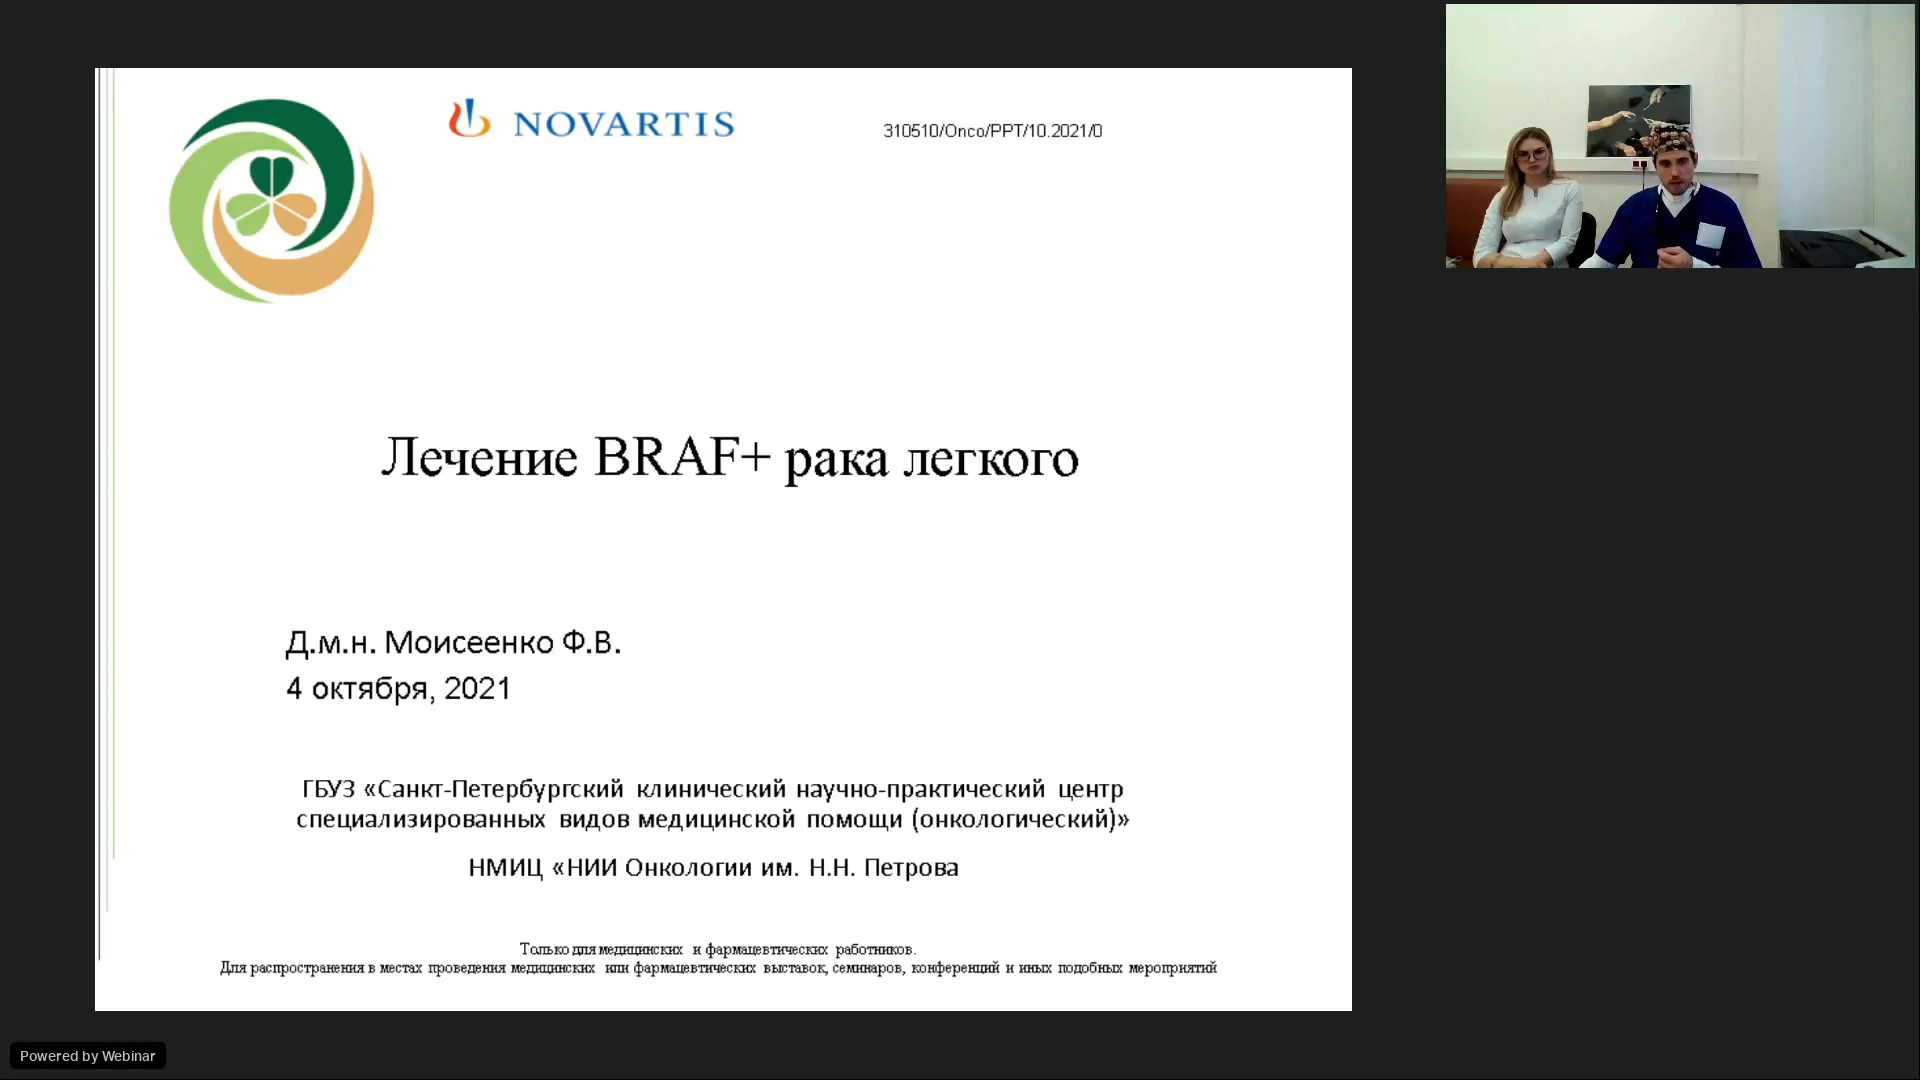 NOVARTIS
310510/Onco/PPT/10.2021/0
Лечение BRAF+ рака легкого
Д.м.н. Моисеенко Ф.В.
4 октября, 2021
ГБУЗ «Санкт-Петербургский клинический научно-практический центр
специализированных видов медицинской помощи (онкологический)»
НМИЦ «НИИ Онкологии им. Н.Н. Петрова
Только для медицинских и фармацевтических работников.
Для распространения в местах проведения медицинских или фармацевтических выставок, семинаров, конференций и иных подобных мероприятий
Powered by Webinar